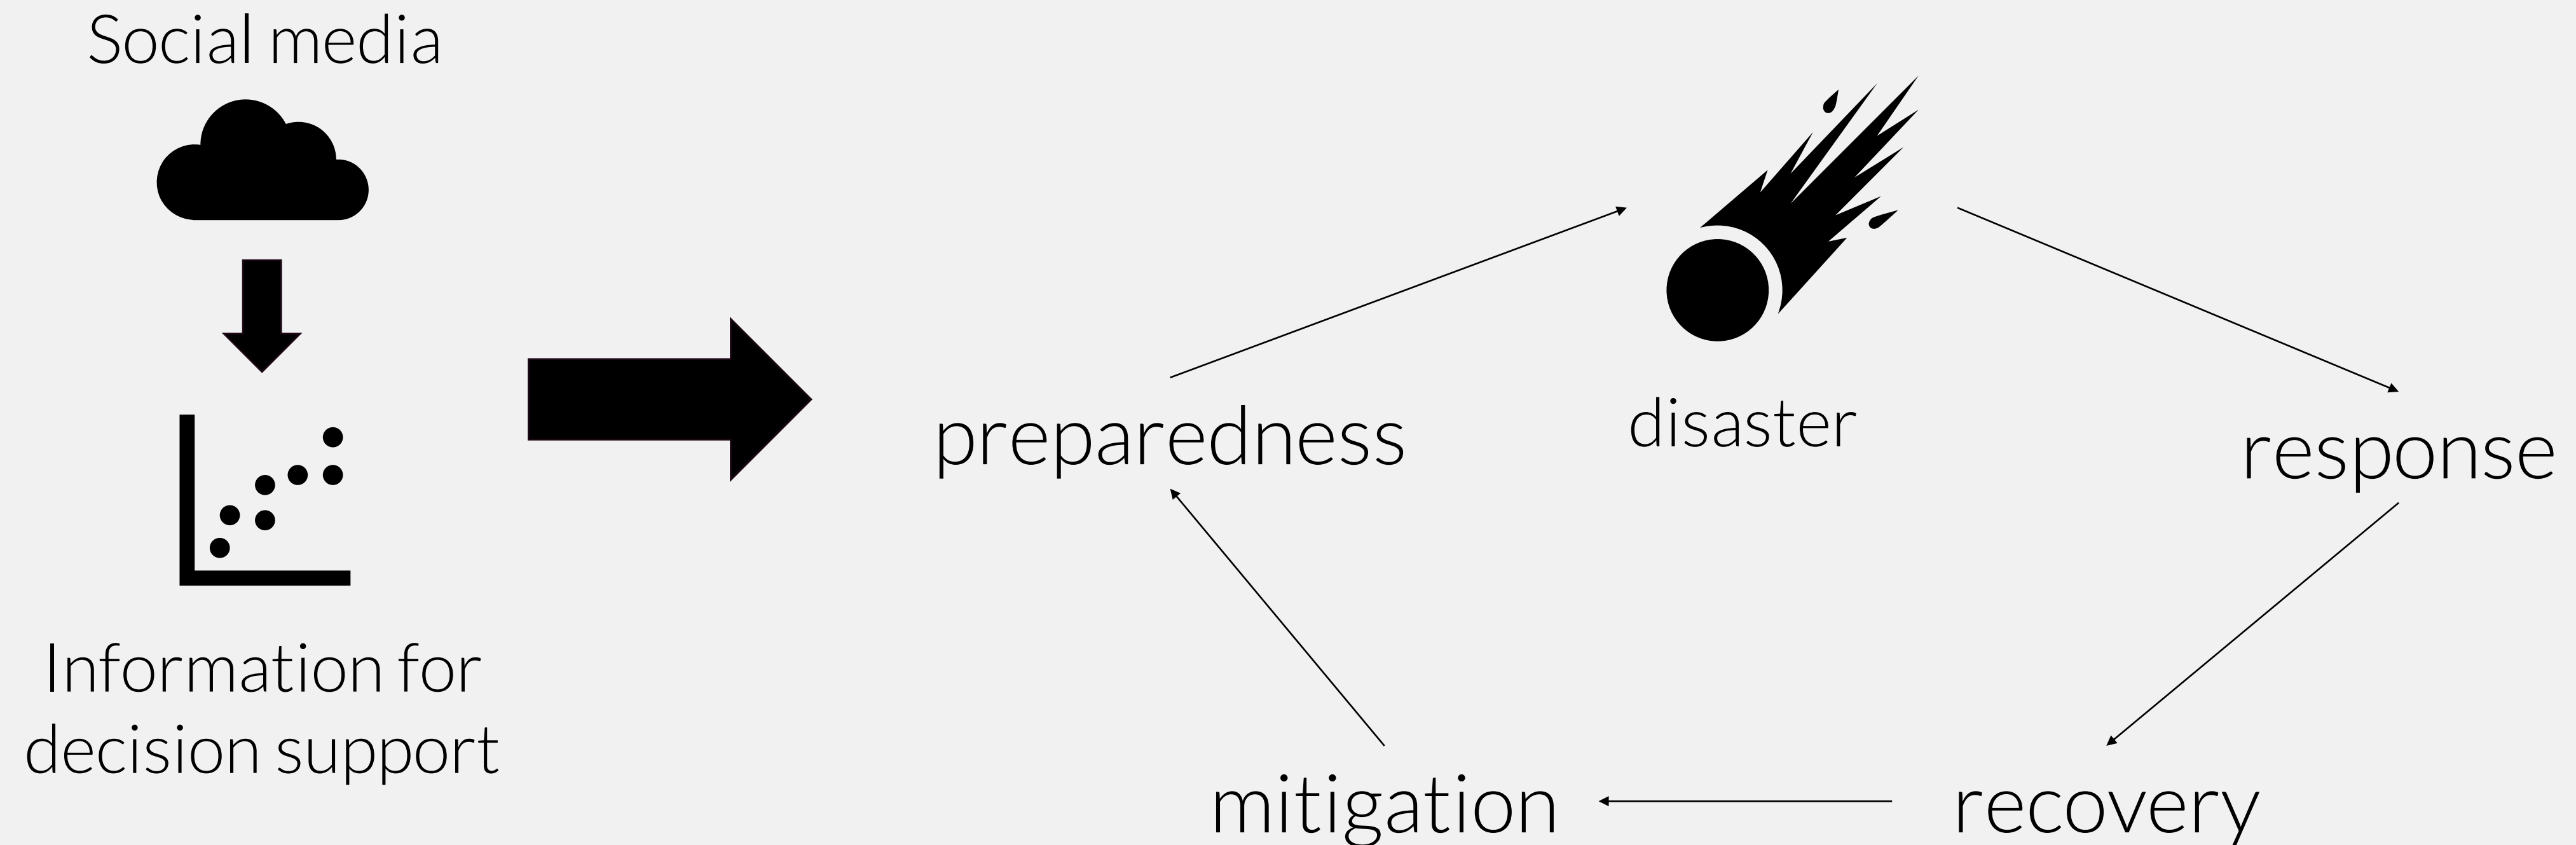 Social media
Information for
decision support
preparedness
disaster
response
mitigation
recovery